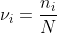 ν_i = n_i / N